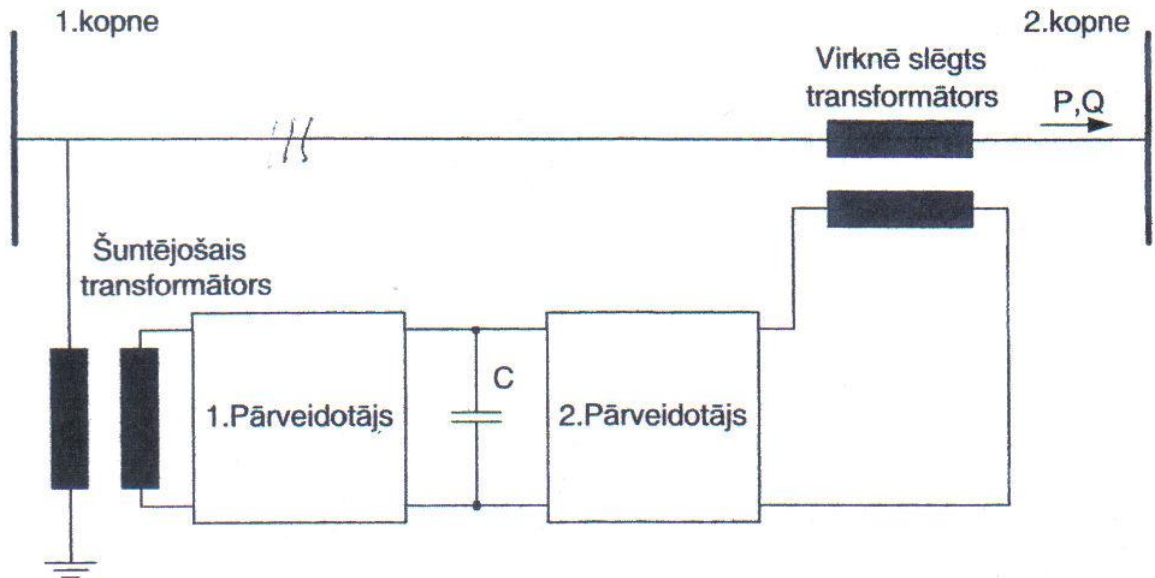 1.kopne
2.kopne
Virknē slēgts
transformātors
P,Q
Šuntējošais
transformātors
1.Pārveidotājs
C
2.Pārveidotājs